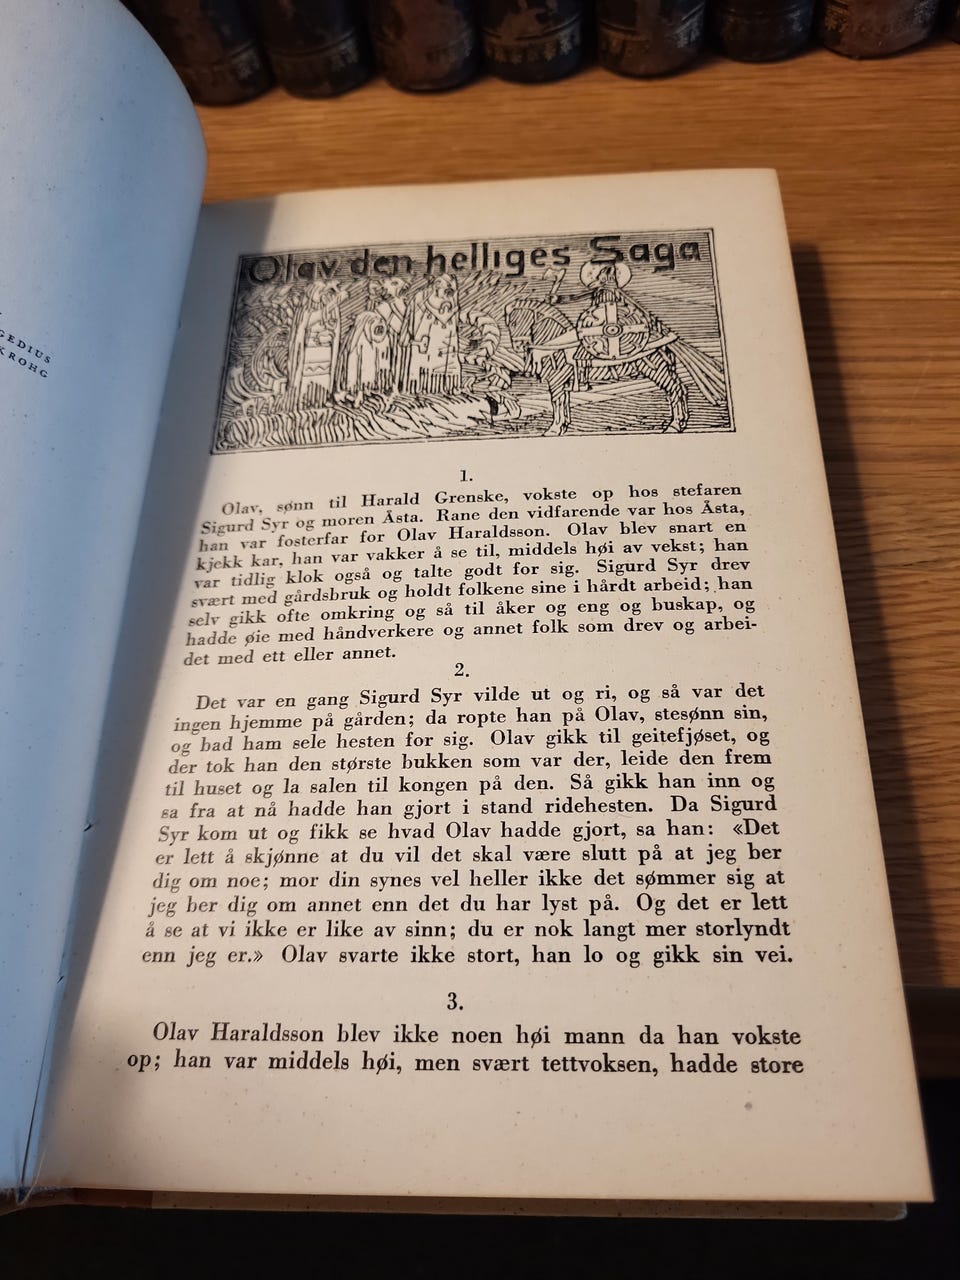 GEDIUS
KROHG
Olav den helliges Saga
1.
Olav, sønn til Harald Grenske, vokste op hos stefaren
Sigurd Syr og moren Åsta. Rane den vidfarende var hos Åsta,
han var fosterfar for Olav Haraldsson. Olav blev snart en
kjekk kar, han var vakker å se til, middels høi av vekst; han
var tidlig klok også og talte godt for sig. Sigurd Syr drev
svært med gårdsbruk og holdt folkene sine i hårdt arbeid; han
selv gikk ofte omkring og så til åker og eng og buskap, og
hadde øie med håndverkere og annet folk som drev og arbei-
det med ett eller annet.
2.
Det var en gang Sigurd Syr vilde ut og ri, og så var det
ingen hjemme på gården; da ropte han på Olav, stesønn sin,
og bad ham sele hesten for sig. Olav gikk til geitefjøset, og
der tok han den største bukken som var der, leide den frem
til huset og la salen til kongen på den. Så gikk han inn og
sa fra at nå hadde han gjort i stand ridehesten. Da Sigurd
Syr kom ut og fikk se hvad Olav hadde gjort, sa han: «Det
er lett å skjønne at du vil det skal være slutt på at jeg ber
dig om noe; mor din synes vel heller ikke det sømmer sig at
jeg ber dig om annet enn det du har lyst på. Og det er lett
å se at vi ikke er like av sinn; du er nok langt mer storlyndt
enn jeg er.» Olav svarte ikke stort, han lo og gikk sin vei.
3.
Olav Haraldsson blev ikke noen høi mann da han vokste
op; han var middels høi, men svært tettvoksen, hadde store